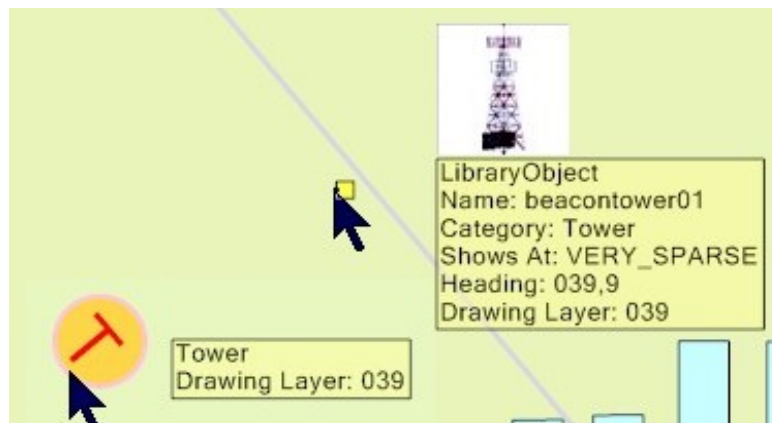 LibraryObject
Name: beacontower01
Category: Tower
Shows At: VERY_SPARSE
Heading: 039,9
Drawing Layer: 039
Tower
Drawing Layer: 039